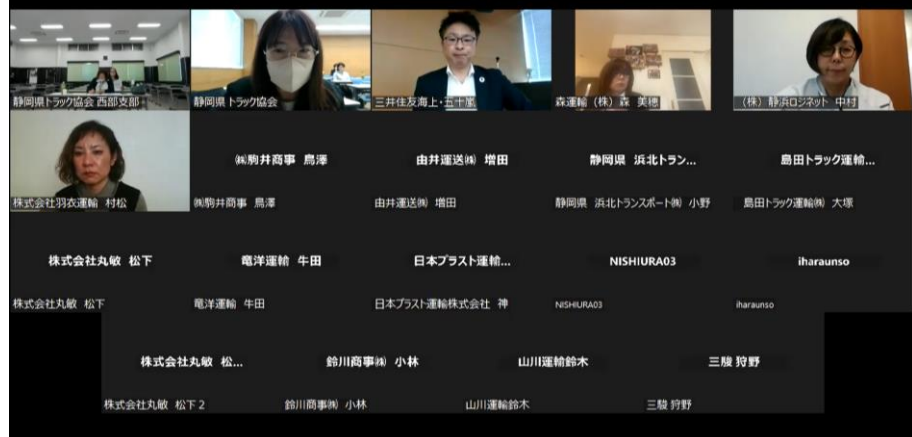 静岡県トラック協会 西部支部
静岡県トラック協会
三井住友海上・五十嵐
森運輸（株）森 美穂
（株）静浜ロジネット 中村
株式会社羽衣運輸 村松
㈱駒井商事 鳥澤
㈱駒井商事 鳥澤
由井運送㈱ 増田
由井運送㈱ 増田
静岡県 浜北トラン...
静岡県 浜北トランスポート㈱ 小野
島田トラック運輸...
島田トラック運輸㈱ 大塚
株式会社丸敏 松下
株式会社丸敏 松下
竜洋運輸 牛田
竜洋運輸 牛田
日本プラスト運輸...
日本プラスト運輸株式会社 神
NISHIURA03
NISHIURA03
iharaunso
iharaunso
株式会社丸敏 松...
株式会社丸敏 松下２
鈴川商事㈱ 小林
鈴川商事㈱ 小林
山川運輸鈴木
山川運輸鈴木
三駿 狩野
三駿 狩野